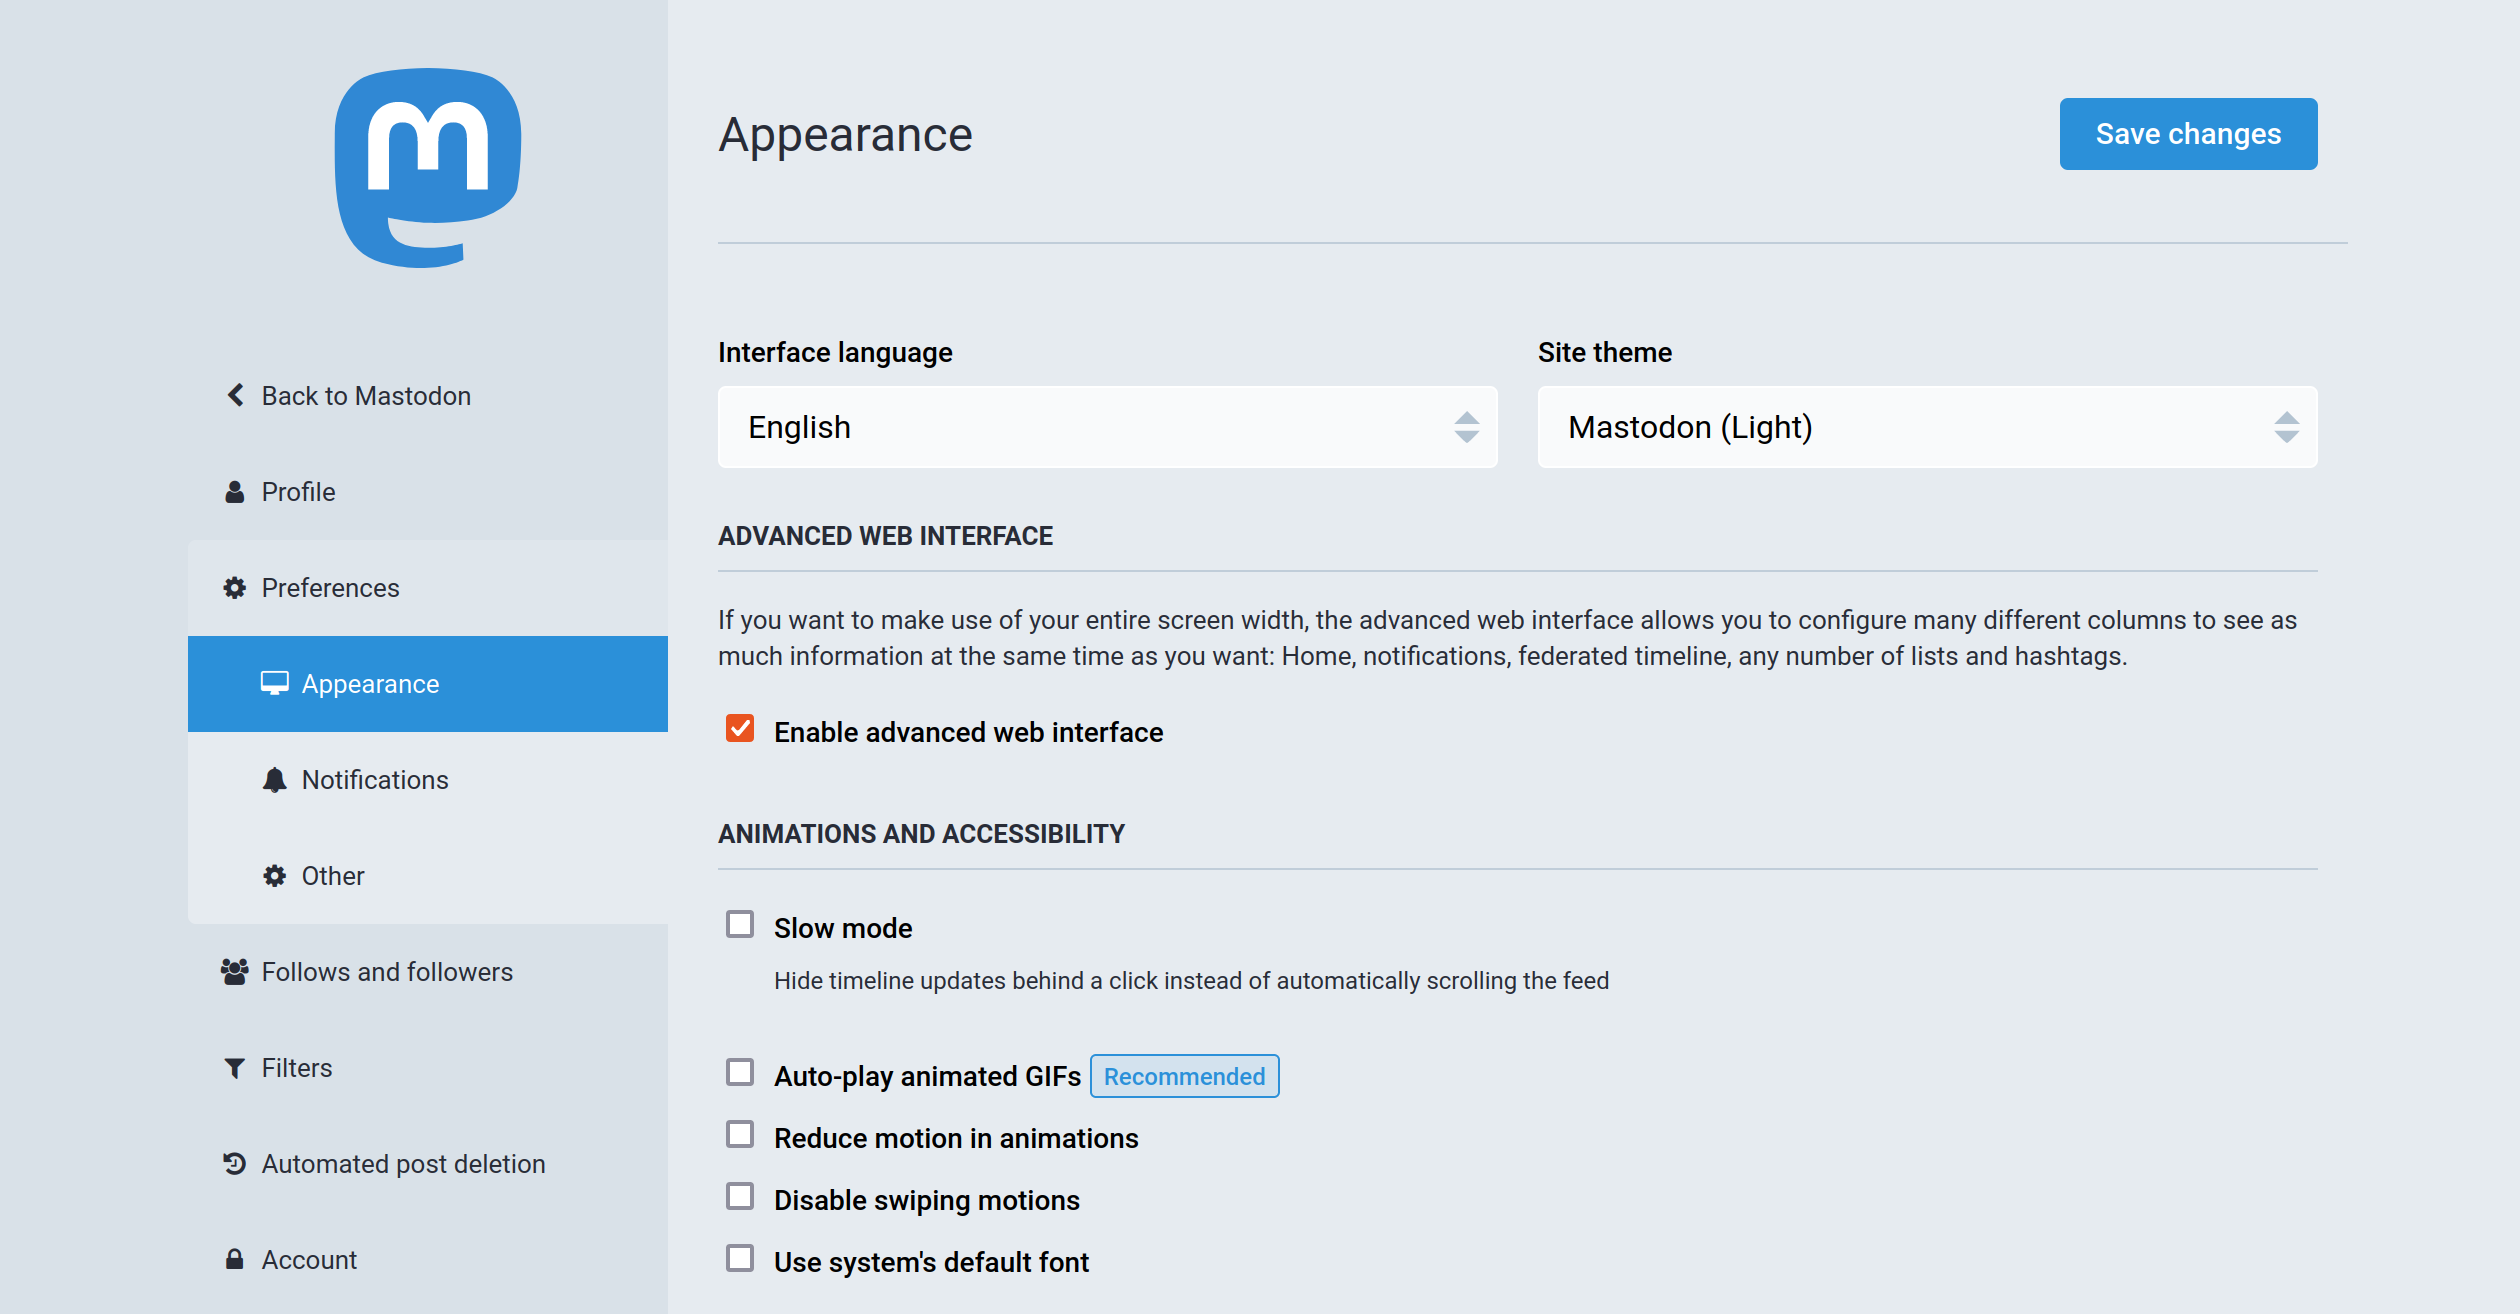 Back to Mastodon
Profile
Preferences
Appearance
Notifications
Other
Follows and followers
Filters
Automated post deletion
Account
Appearance
Save changes
Interface language
English
Site theme
Mastodon (Light)
ADVANCED WEB INTERFACE
If you want to make use of your entire screen width, the advanced web interface allows you to configure many different columns to see as
much information at the same time as you want: Home, notifications, federated timeline, any number of lists and hashtags.
Enable advanced web interface
ANIMATIONS AND ACCESSIBILITY
Slow mode
Hide timeline updates behind a click instead of automatically scrolling the feed
Auto-play animated GIFs Recommended
Reduce motion in animations
Disable swiping motions
Use system's default font